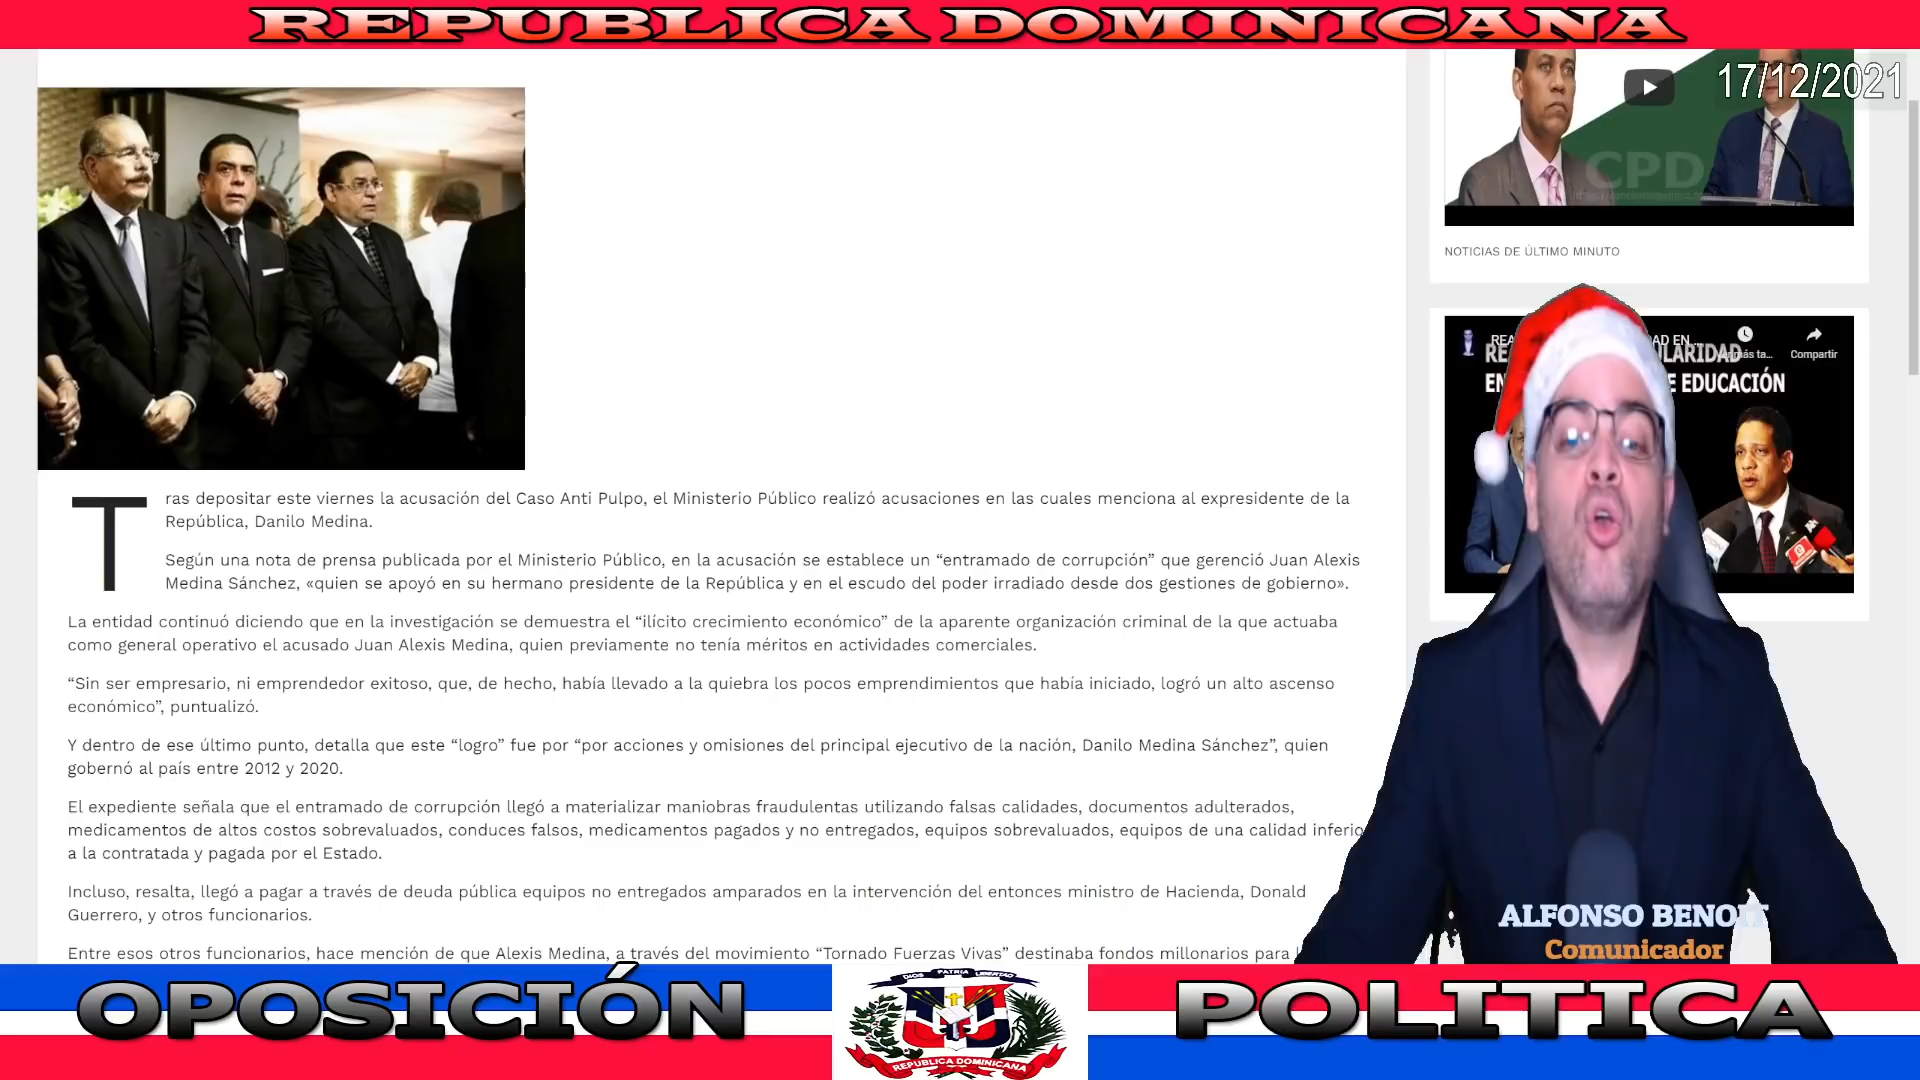 REPUBLICA DOMINICANA
17/12/2021
CPD
NOTICIAS DE ÚLTIMO MINUTO
Compartir
EDUCACIÓN
Tras depositar este viernes la acusación del Caso Anti Pulpo, el Ministerio Público realizó acusaciones en las cuales menciona al expresidente de la
República, Danilo Medina.
Según una nota de prensa publicada por el Ministerio Público, en la acusación se establece un “entramado de corrupción” que gerenció Juan Alexis
Medina Sánchez, «quien se apoyó en su hermano presidente de la República y en el escudo del poder irradiado desde dos gestiones de gobierno».
La entidad continuó diciendo que en la investigación se demuestra el “ilícito crecimiento económico” de la aparente organización criminal de la que actuaba
como general operativo el acusado Juan Alexis Medina, quien previamente no tenía méritos en actividades comerciales.
“Sin ser empresario, ni emprendedor exitoso, que, de hecho, había llevado a la quiebra los pocos emprendimientos que había iniciado, logró un alto ascenso
económico”, puntualizó.
Y dentro de ese último punto, detalla que este “logro” fue por “por acciones y omisiones del principal ejecutivo de la nación, Danilo Medina Sánchez”, quien
gobernó al país entre 2012 y 2020.
El expediente señala que el entramado de corrupción llegó a materializar maniobras fraudulentas utilizando falsas calidades, documentos adulterados,
medicamentos de altos costos sobrevaluados, conduces falsos, medicamentos pagados y no entregados, equipos sobrevaluados, equipos de una calidad inferio
a la contratada y pagada por el Estado.
Incluso, resalta, llegó a pagar a través de deuda pública equipos no entregados amparados en la intervención del entonces ministro de Hacienda, Donald
Guerrero, y otros funcionarios.
Entre esos otros funcionarios, hace mención de que Alexis Medina, a través del movimiento “Tornado Fuerzas Vivas” destinaba fondos millonarios para
ALFONSO BENOIT
Comunicador
OPOSICIÓN
DIOS PATRIA LIBERTAD
REPUBLICA DOMINICANA
POLITICA